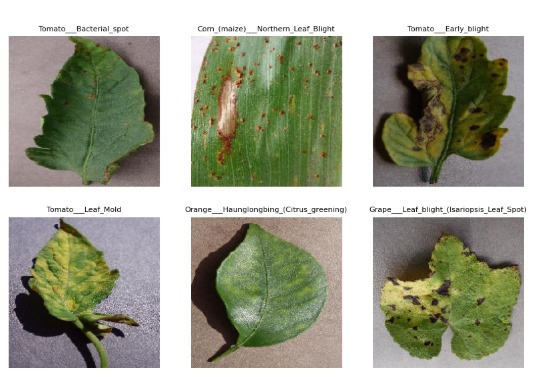 Tomato___Bacterial_spot
Corn_(maize)___Northern_Leaf_Blight
Tomato___Early_blight
Tomato___Leaf_Mold
Orange___Haunglongbing_(Citrus_greening)
Grape___Leaf_blight_(Isariopsis_Leaf_Spot)